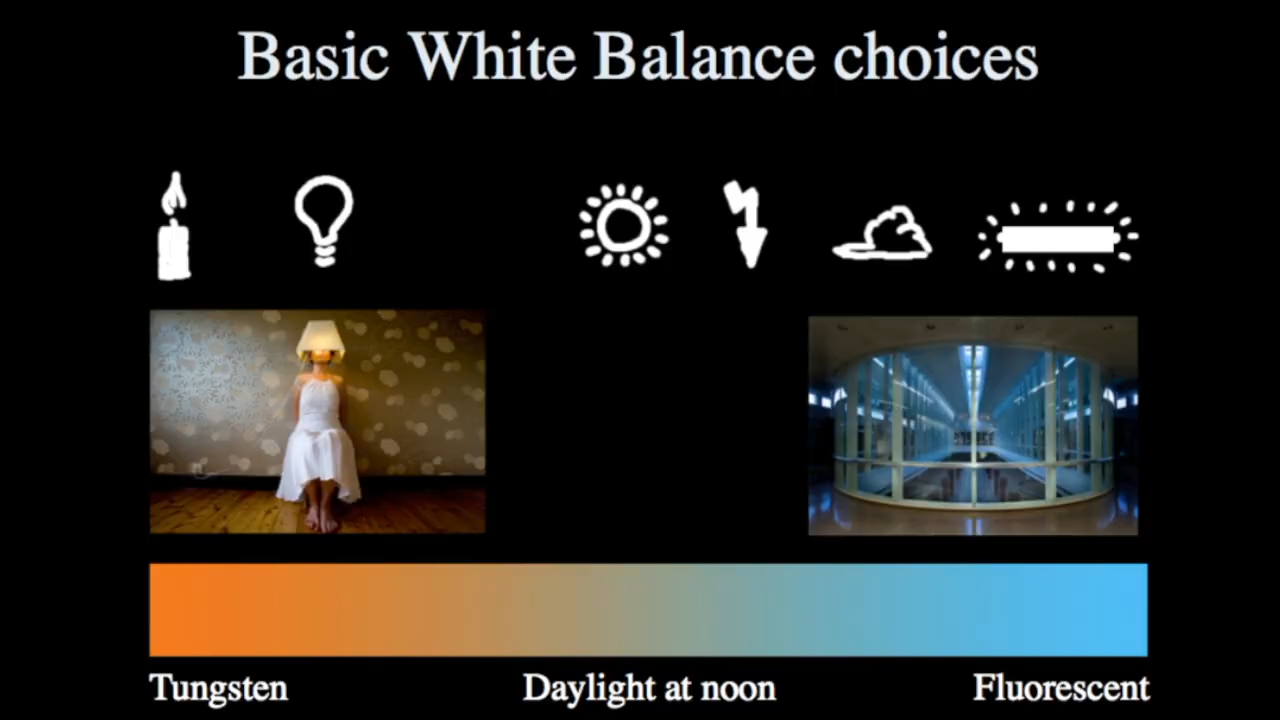 Basic White Balance choices
Tungsten
Daylight at noon
Fluorescent